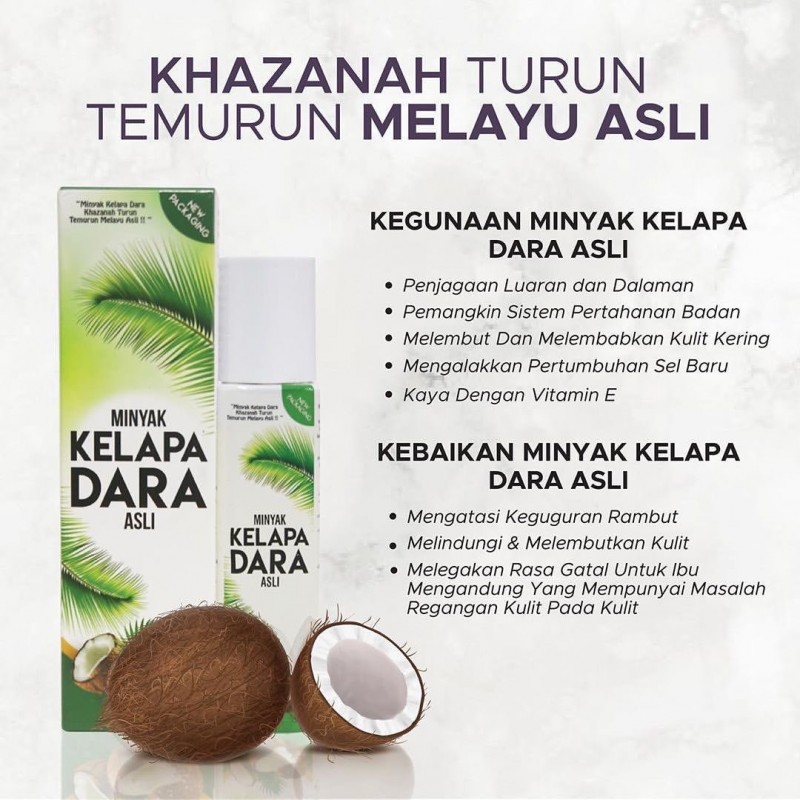 KHAZANAH TURUN
TEMURUN MELAYU ASLI
"Minyak Kelapa Dara
Khazanah Turun
Temurun Melayu Asli !! "
NEW
PACKAGING
MINYAK
KELAPA
DARA
ASLI
"Minyak Kelapa Dara
Khazanah Turun
Temurun Melayu Asli !! "
NEW
PACKAGING
MINYAK
KELAPA
DARA
ASLI
KEGUNAAN MINYAK KELAPA
DARA ASLI
• Penjagaan Luaran dan Dalaman
• Pemangkin Sistem Pertahanan Badan
• Melembut Dan Melembabkan Kulit Kering
• Mengalakkan Pertumbuhan Sel Baru
• Kaya Dengan Vitamin E
KEBAIKAN MINYAK KELAPA
DARA ASLI
• Mengatasi Keguguran Rambut
• Melindungi & Melembutkan Kulit
• Melegakan Rasa Gatal Untuk Ibu
Mengandung Yang Mempunyai Masalah
Regangan Kulit Pada Kulit